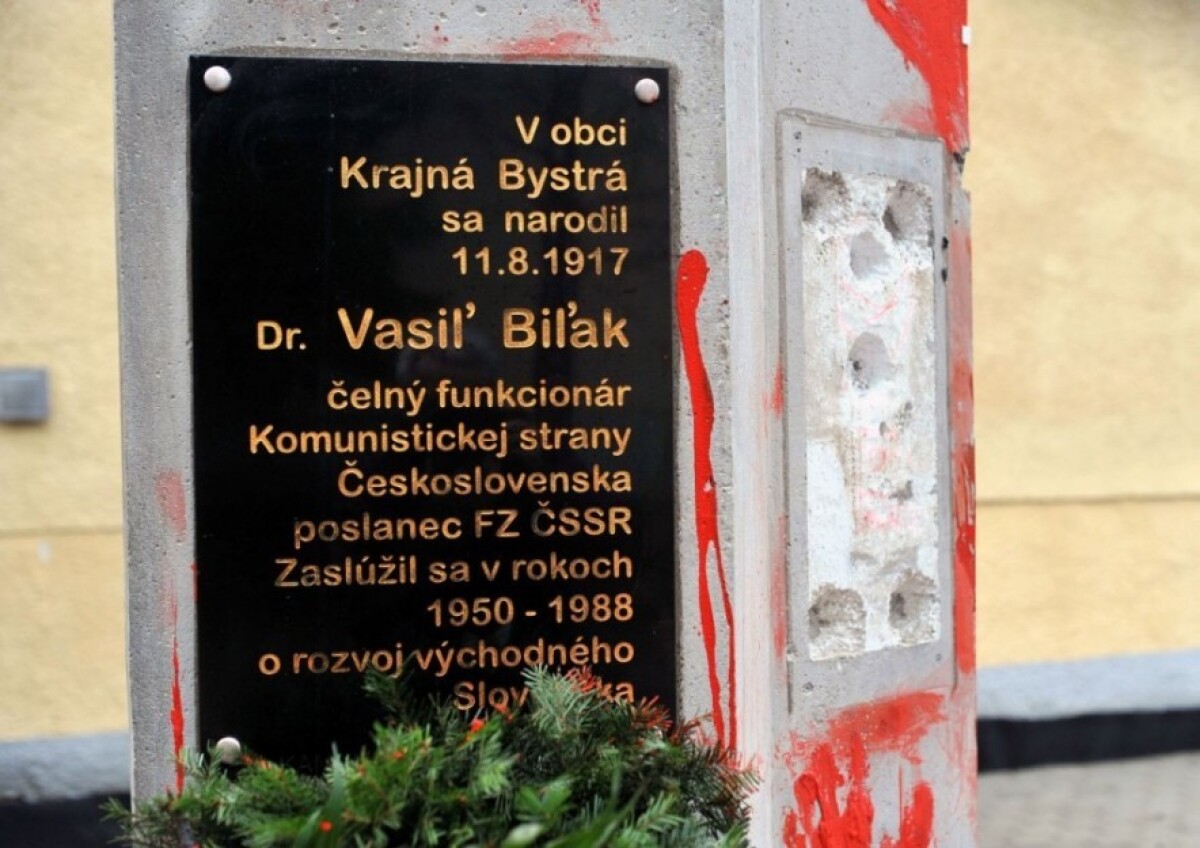 V obci
Krajná Bystrá
sa narodil
11.8.1917
Dr. Vasiľ Biľak
čelný funkcionár
Komunistickej strany
Československa
poslanec FZ ČSSR
Zaslúžil sa v rokoch
1950 - 1988
o rozvoj východného